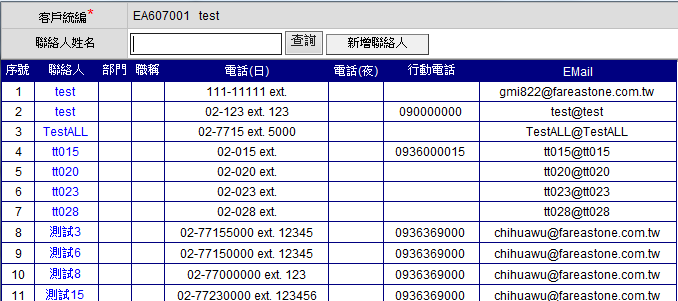 客戶統編* EA607001 test
聯絡人姓名 查詢 新增聯絡人
序號 聯絡人 部門 職稱 電話(日) 電話(夜) 行動電話 EMail
1 test 111-11111 ext. gmi822@fareastone.com.tw
2 test 02-123 ext. 123 090000000 test@test
3 TestALL 02-7715 ext. 5000 TestALL@TestALL
4 tt015 02-015 ext. 0936000015 tt015@tt015
5 tt020 02-020 ext. tt020@tt020
6 tt023 02-023 ext. tt023@tt023
7 tt028 02-028 ext. tt028@tt028
8 測試3 02-77155000 ext. 12345 0936369000 chihuawu@fareastone.com.tw
9 測試6 02-77150000 ext. 12345 0936369000 chihuawu@fareastone.com.tw
10 測試8 02-77000000 ext. 123 0936369000 chihuawu@fareastone.com.tw
11 測試15 02-77230000 ext. 123456 0936369000 chihuawu@fareastone.com.tw